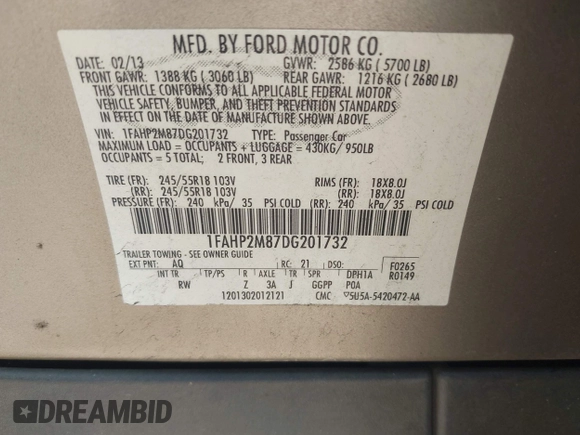 MFD. BY FORD MOTOR CO.
DATE: 02/13 GVWR: 2586 KG ( 5700 LB)
FRONT GAWR: 1388 KG ( 3060 LB) REAR GAWR: 1216 KG ( 2680 LB)
THIS VEHICLE CONFORMS TO ALL APPLICABLE FEDERAL MOTOR
VEHICLE SAFETY, BUMPER, AND THEFT PREVENTION STANDARDS
IN EFFECT ON THE DATE OF MANUFACTURE SHOWN ABOVE.
VIN: 1FAHP2M87DG201732 TYPE: Passenger Car
MAXIMUM LOAD = OCCUPANTS + LUGGAGE = 430KG/ 950LB
OCCUPANTS = 5 TOTAL; 2 FRONT, 3 REAR
TIRE (FR): 245/55R18 103V RIMS (FR): 18X8.0J
(RR): 245/55R18 103V (RR): 18X8.0J
PRESSURE (FR): 240 kPa/ 35 PSI COLD (RR): 240 kPa/ 35 PSI COLD
1FAHP2M87DG201732
TRAILER TOWING - SEE OWNER GUIDE
EXT PNT: AQ RC: 21 DSO: F0265
R0149
INT TR TP/PS R AXLE TR SPR DPH1A
RW Z 3A J GGPP P0A
1201302012121 CMC 5U5A-5420472-AA
DREAMBID